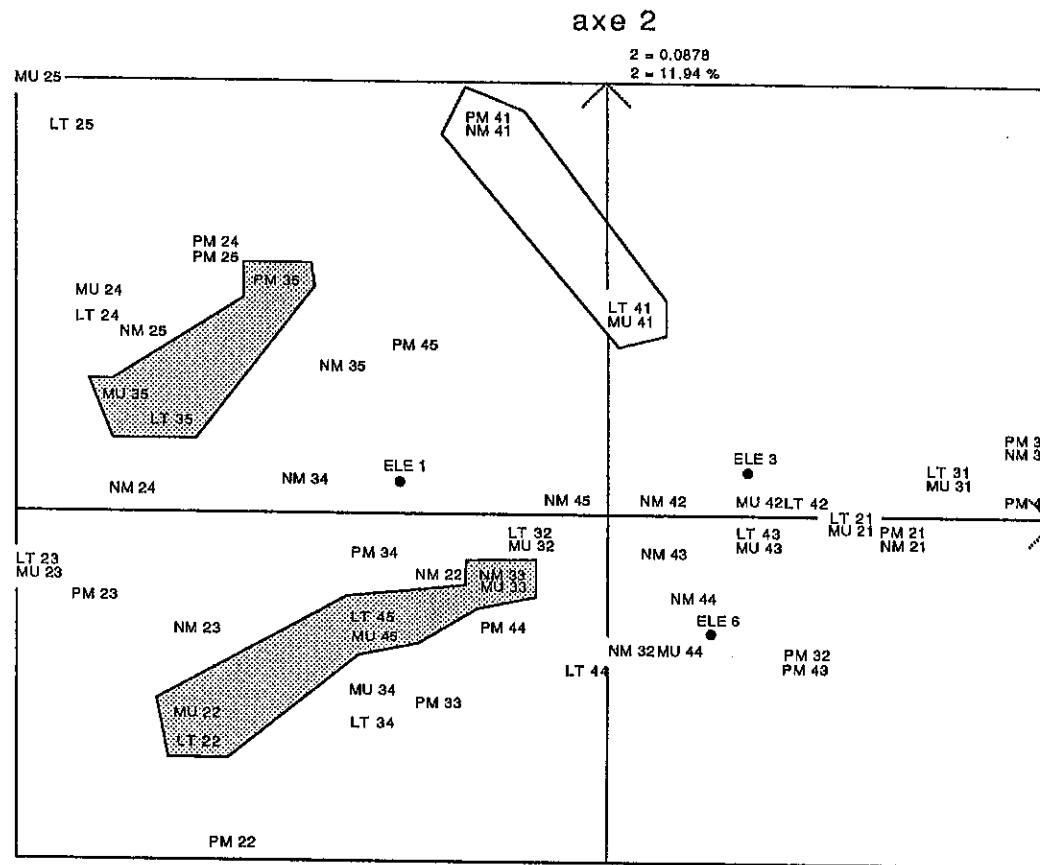 axe 2
2 = 0.0878
2 = 11.94 %
MU 25
LT 25
PM 41
NM 41
PM 24
PM 25
PM 35
MU 24
LT 24
NM 25
LT 41
MU 41
PM 45
NM 35
MU 35
LT 35
PM 3
NM 3
ELE 1
ELE 3
LT 31
MU 31
NM 34
NM 24
NM 45
NM 42
MU 42
LT 42
PM
LT 21
MU 21
PM 21
NM 21
LT 32
MU 32
LT 43
MU 43
PM 34
NM 43
LT 23
MU 23
NM 22
NM 33
MU 33
PM 23
NM 44
LT 45
MU 45
NM 23
PM 44
ELE 6
NM 32
MU 44
PM 32
PM 43
LT 44
MU 34
PM 33
MU 22
LT 34
LT 22
PM 22